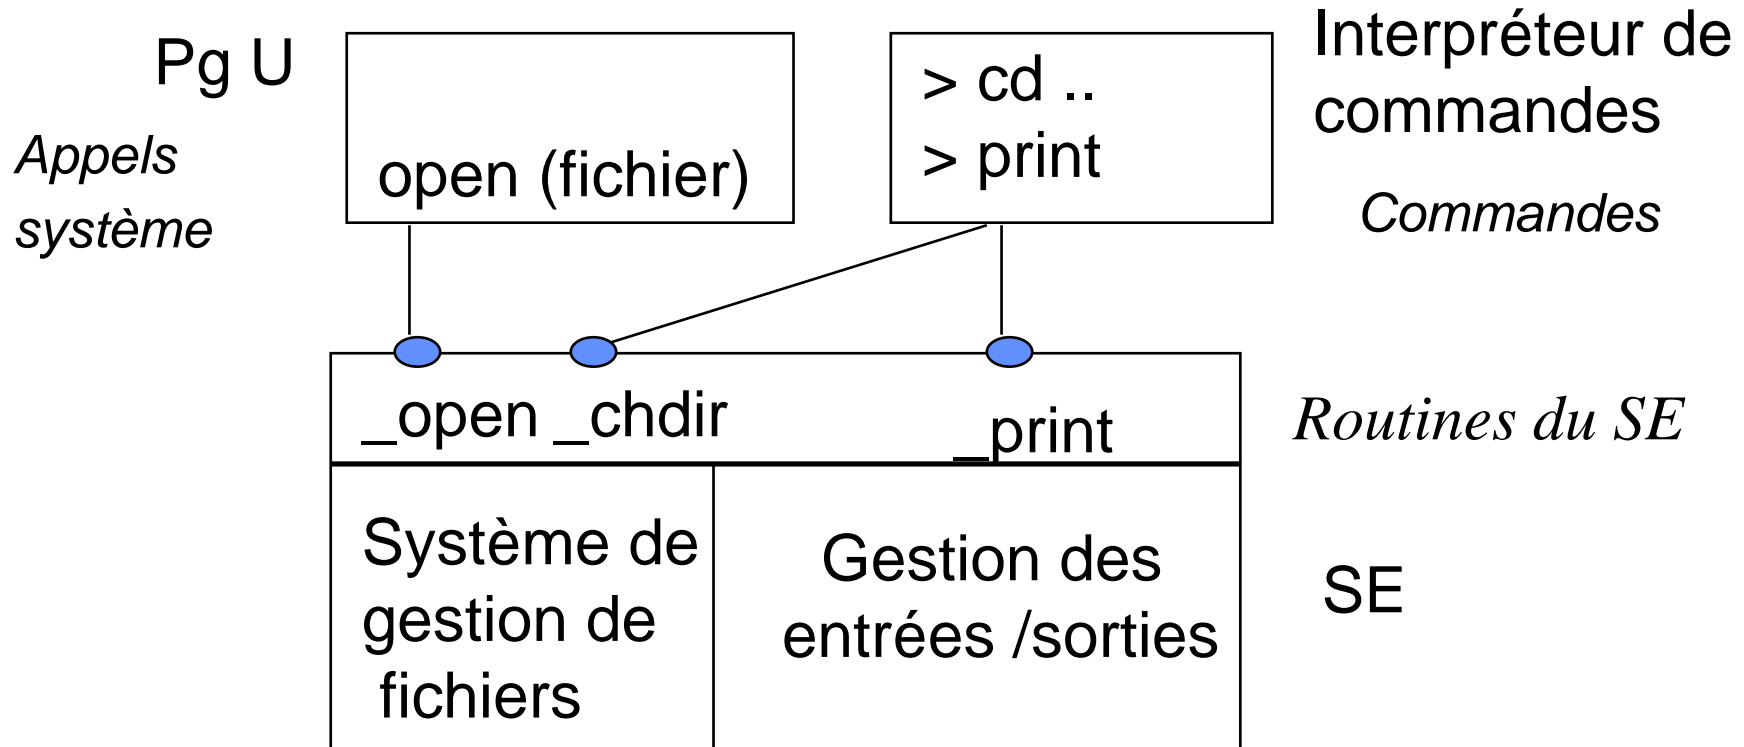 Pg U
Appels
système
open (fichier)
> cd ..
> print
Interpréteur de
commandes
Commandes
_open _chdir
_print
Routines du SE
Système de
gestion de
fichiers
Gestion des
entrées /sorties
SE